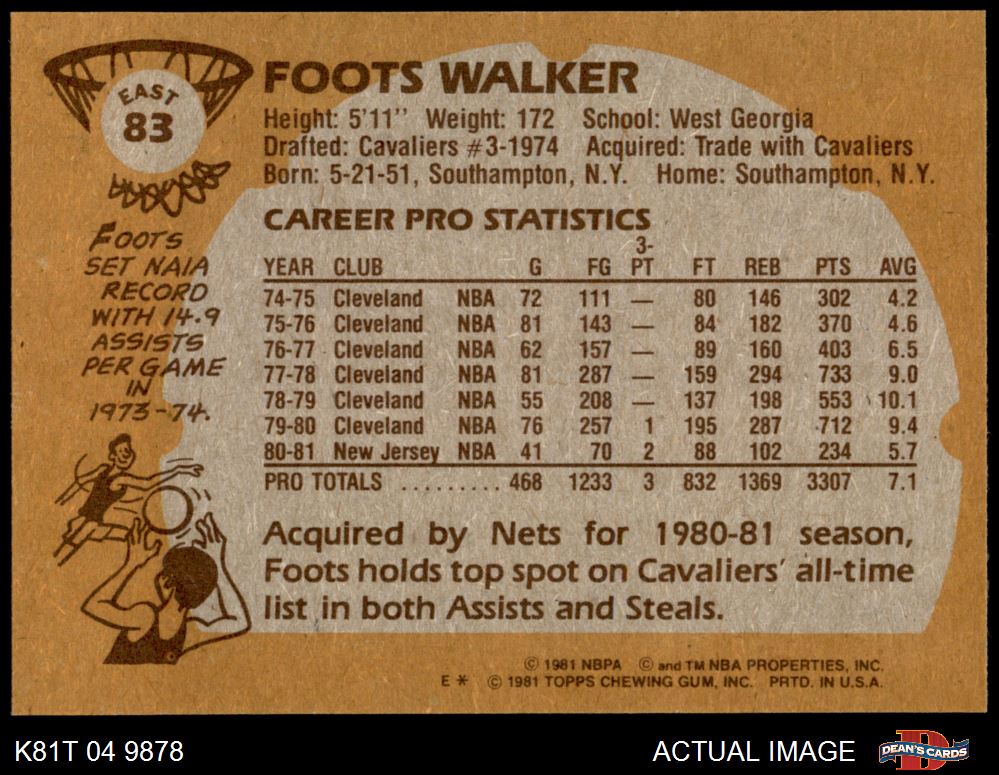 EAST
83
FOOTS WALKER
Height: 5'11" Weight: 172 School: West Georgia
Drafted: Cavaliers #3-1974 Acquired: Trade with Cavaliers
Born: 5-21-51, Southampton, N.Y. Home: Southampton, N.Y.
FOOTS
SET NAIA
RECORD
WITH 14.9
ASSISTS
PER GAME
IN
1973-74.
CAREER PRO STATISTICS
YEAR CLUB G FG 3-PT FT REB PTS AVG
74-75 Cleveland NBA 72 111 — 80 146 302 4.2
75-76 Cleveland NBA 81 143 — 84 182 370 4.6
76-77 Cleveland NBA 62 157 — 89 160 403 6.5
77-78 Cleveland NBA 81 287 — 159 294 733 9.0
78-79 Cleveland NBA 55 208 — 137 198 553 10.1
79-80 Cleveland NBA 76 257 1 195 287 712 9.4
80-81 New Jersey NBA 41 70 2 88 102 234 5.7
PRO TOTALS ......... 468 1233 3 832 1369 3307 7.1
Acquired by Nets for 1980-81 season,
Foots holds top spot on Cavaliers' all-time
list in both Assists and Steals.
© 1981 NBPA © and TM NBA PROPERTIES, INC.
E * © 1981 TOPPS CHEWING GUM, INC. PRTD. IN U.S.A.
K81T 04 9878
ACTUAL IMAGE
D
DEAN'S CARDS